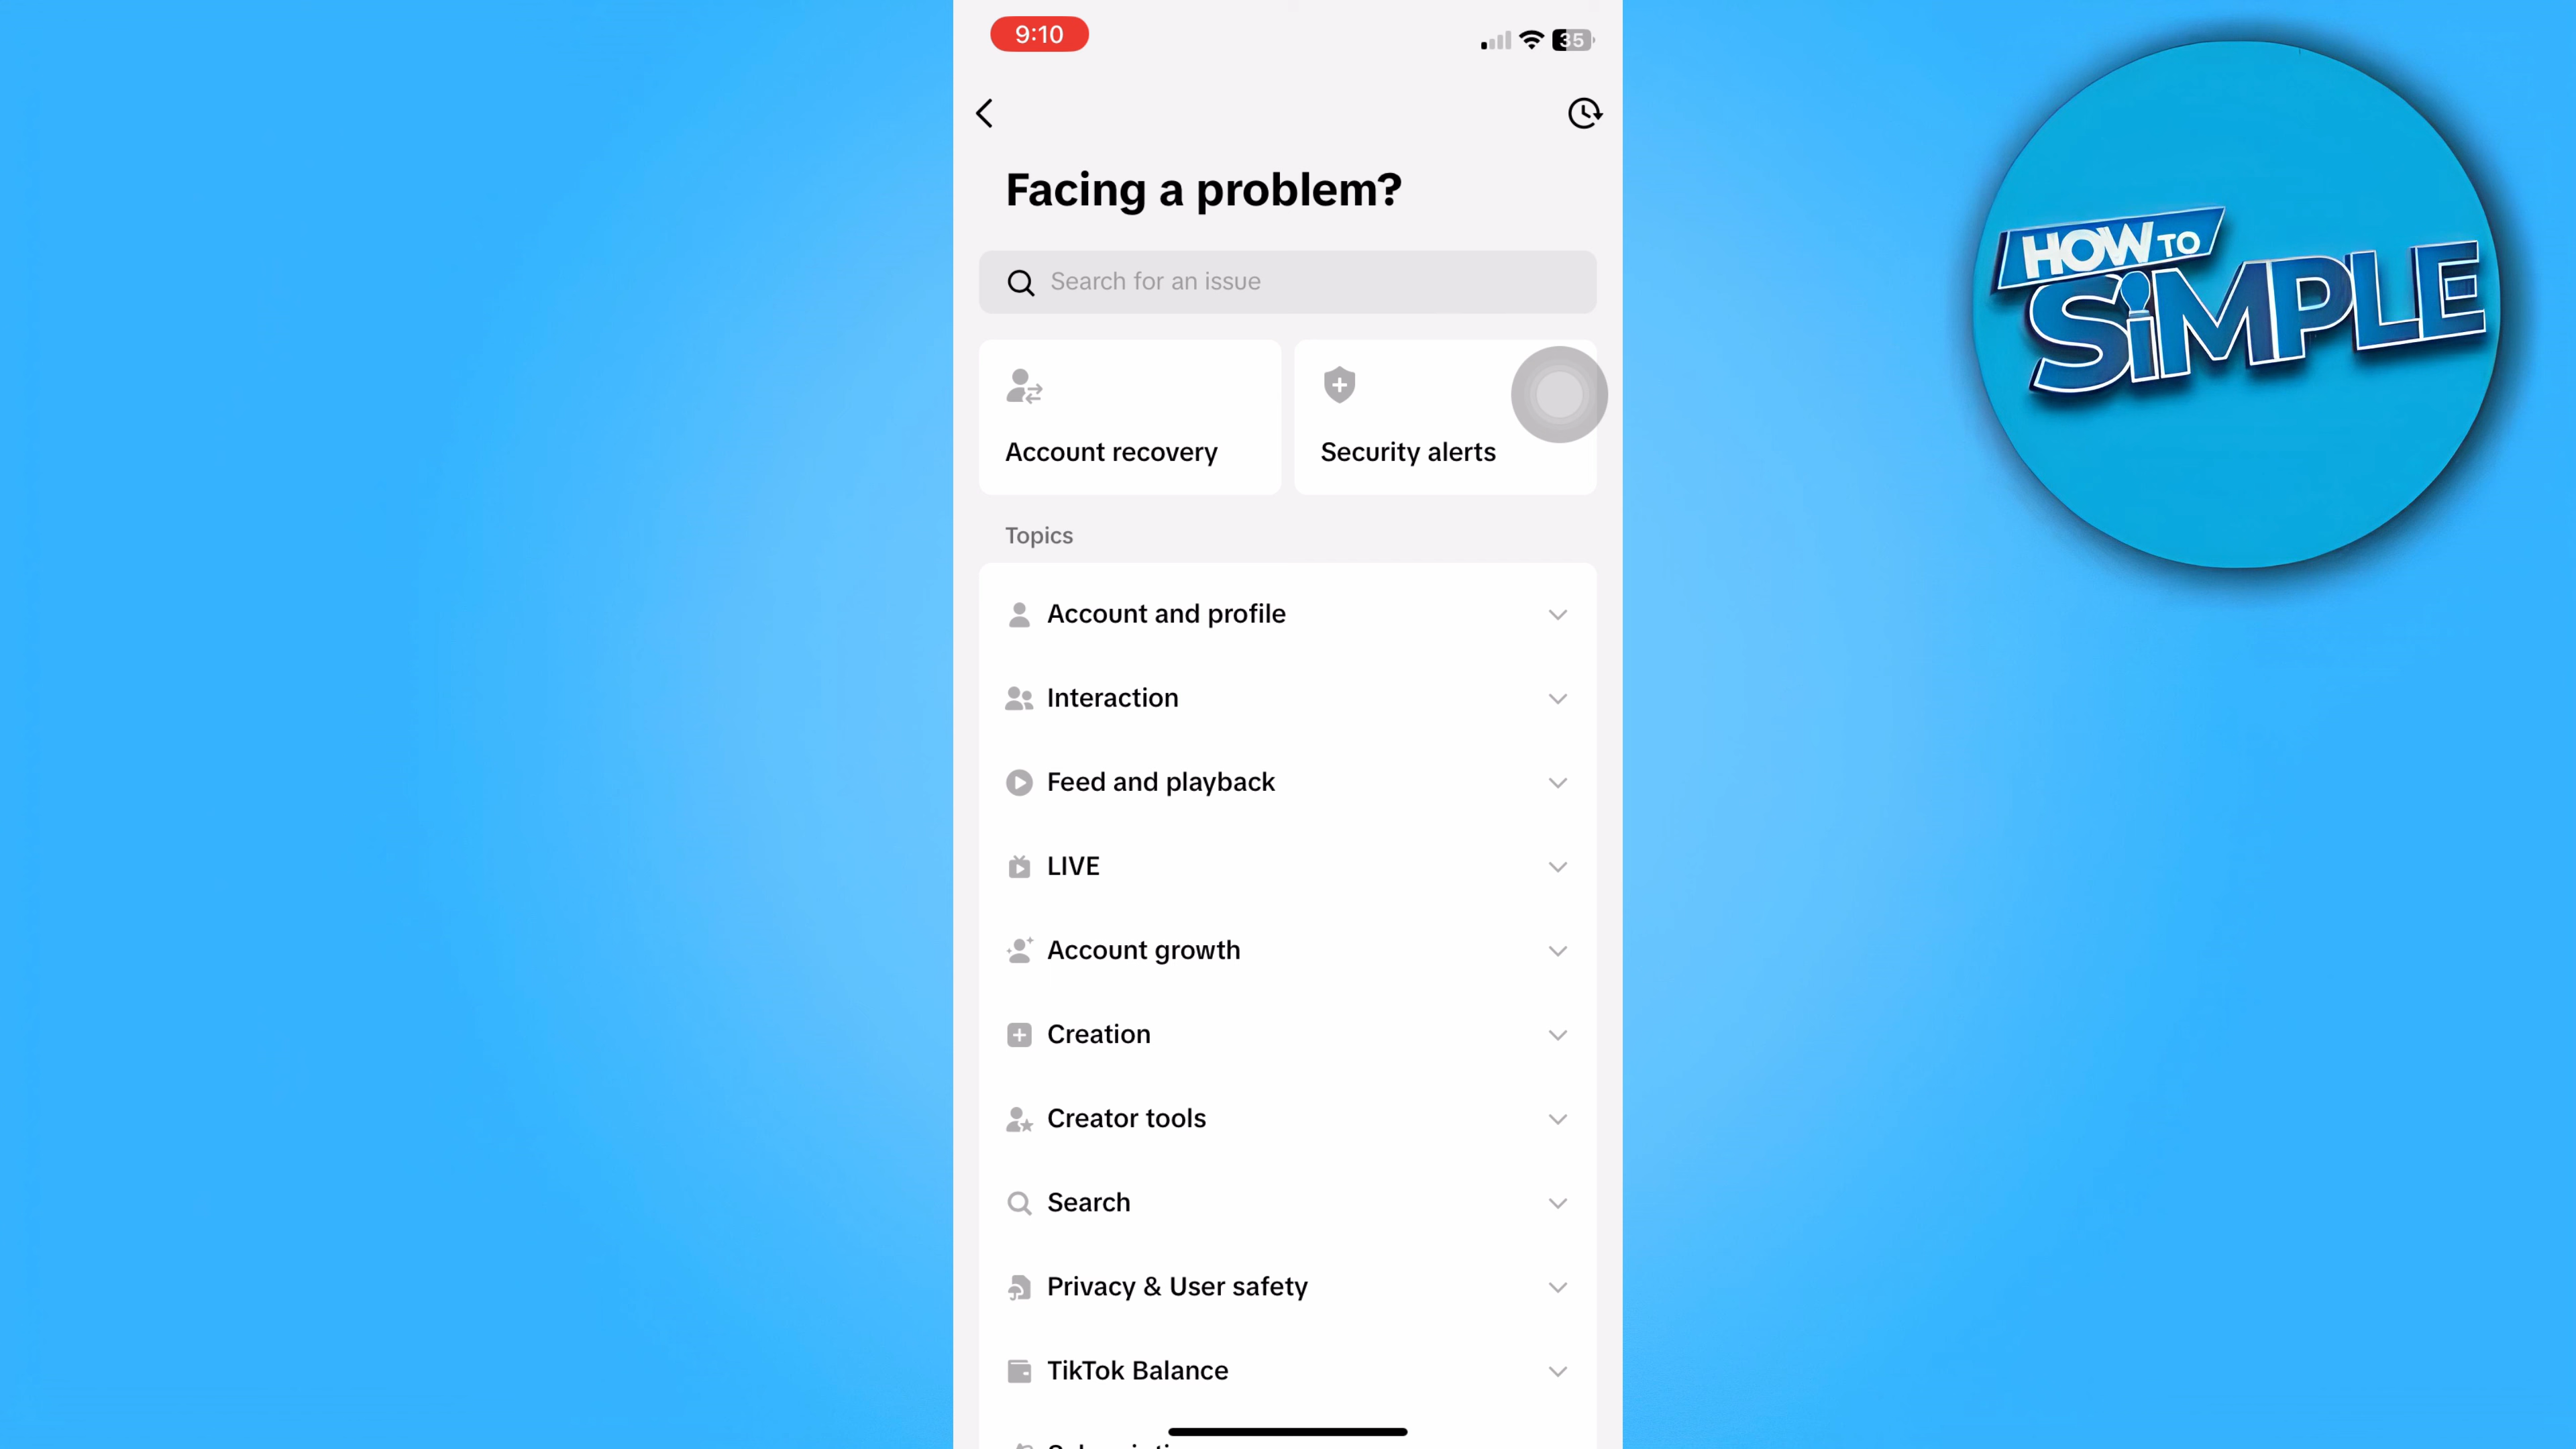 9:10
35
Facing a problem?
Search for an issue
Account recovery
Security alerts
Topics
Account and profile
Interaction
Feed and playback
LIVE
Account growth
Creation
Creator tools
Search
Privacy & User safety
TikTok Balance
HOW TO
SiMPLE